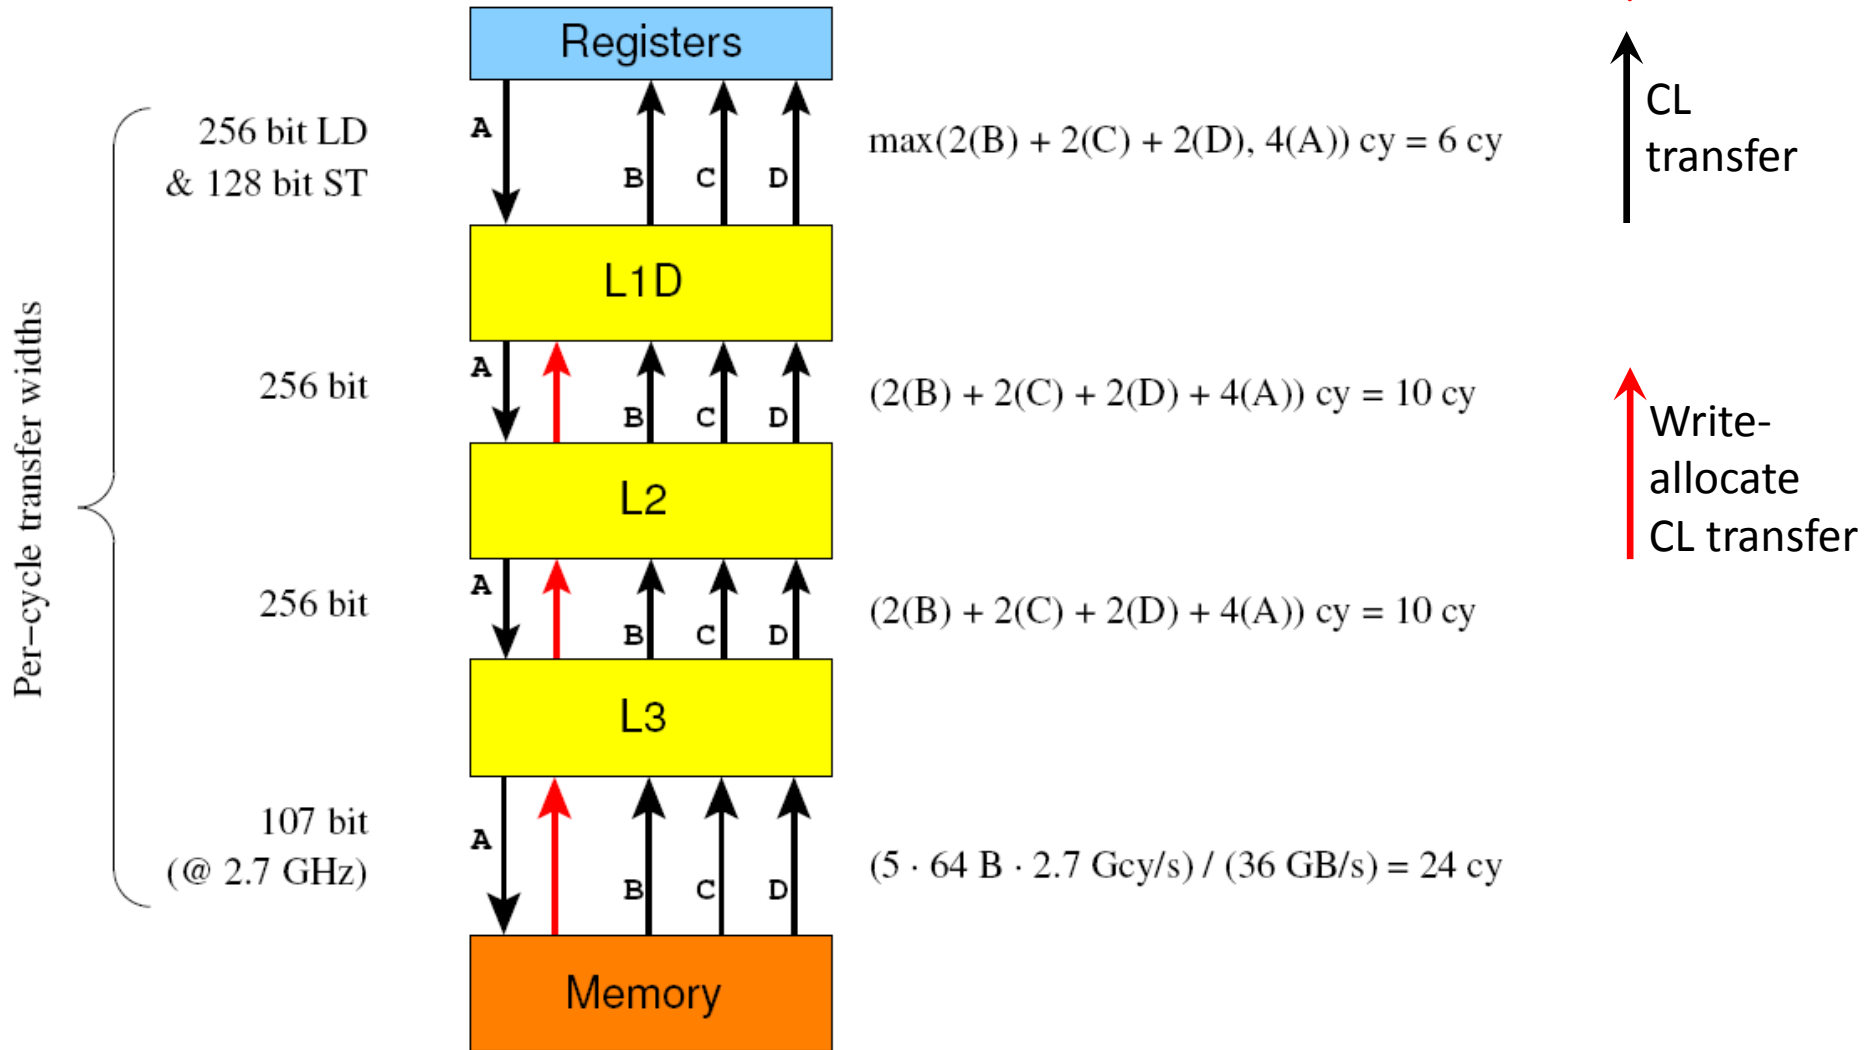 Registers
CL
transfer
256 bit LD
& 128 bit ST
A
B
C
D
max(2(B) + 2(C) + 2(D), 4(A)) cy = 6 cy
L1D
Per-cycle transfer widths
256 bit
A
B
C
D
(2(B) + 2(C) + 2(D) + 4(A)) cy = 10 cy
Write-
allocate
CL transfer
L2
256 bit
A
B
C
D
(2(B) + 2(C) + 2(D) + 4(A)) cy = 10 cy
L3
107 bit
(@ 2.7 GHz)
A
B
C
D
(5 · 64 B · 2.7 Gcy/s) / (36 GB/s) = 24 cy
Memory